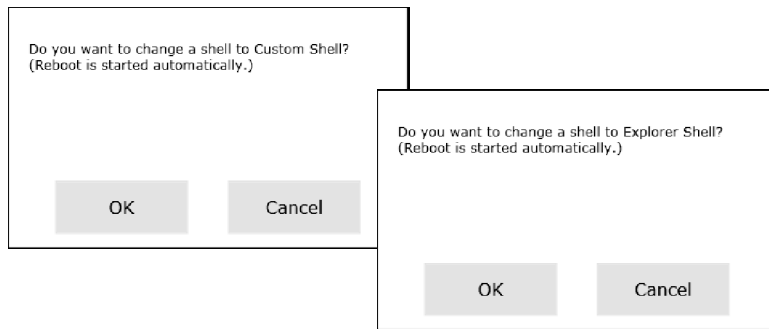 Do you want to change a shell to Custom Shell?
(Reboot is started automatically.)
OK
Cancel
Do you want to change a shell to Explorer Shell?
(Reboot is started automatically.)
OK
Cancel